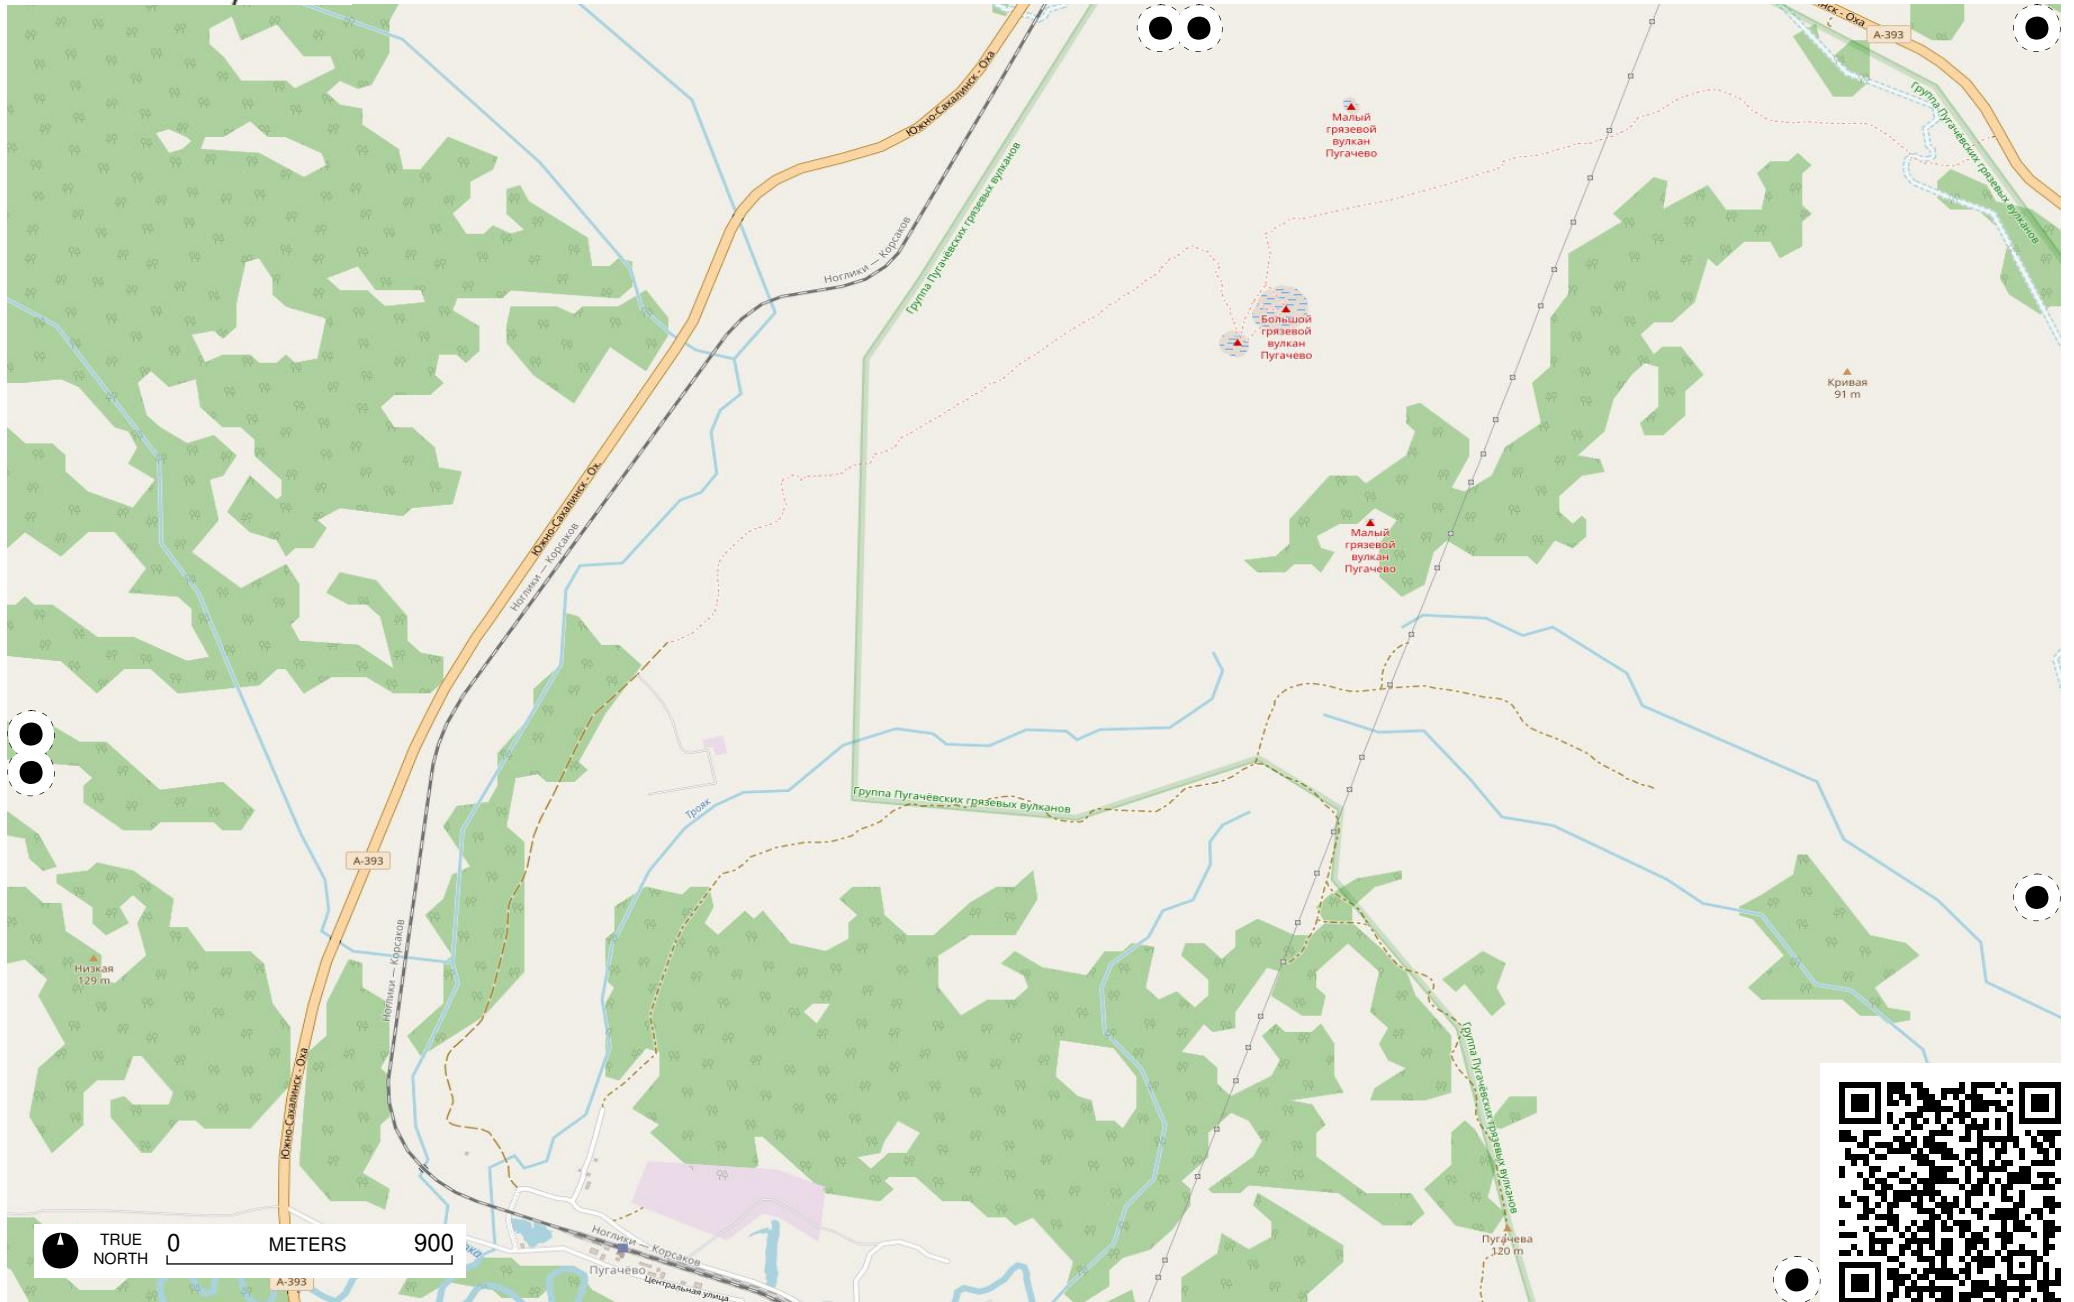 нск - Оха
А-393
Южно-Сахалинск - Оха
Группа Пугачёвских грязевых вулканов
Малый
грязевой
вулкан
Пугачево
Ноглики — Корсаков
Группа Пугачёвских грязевых вулканов
Большой
грязевой
вулкан
Пугачево
Кривая
91 m
Южно-Сахалинск - Ох
Ноглики — Корсаков
Малый
грязевой
вулкан
Пугачево
Группа Пугачёвских грязевых вулканов
Трояк
А-393
Низкая
129 m
Ноглики — Корсаков
Южно-Сахалинск - Оха
Группа Пугачёвских грязевых вулканов
Пугачева
120 m
TRUE
NORTH
0 METERS 900
Ноглики — Корсаков
Пугачёво
Центральная улица
А-393